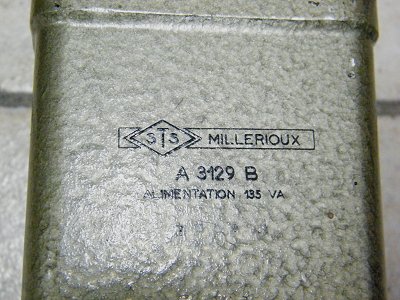 STS MILLERIOUX
A 3129 B
ALIMENTATION 135 VA